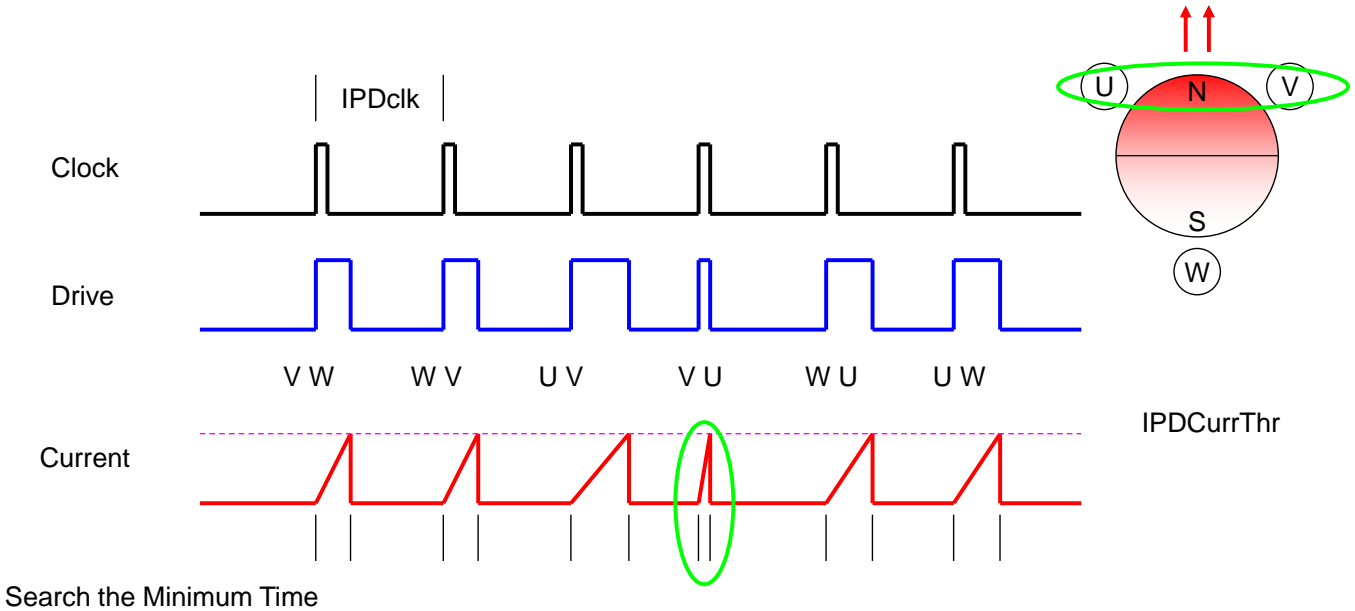 IPDclk
U
N
V
Clock
S
W
Drive
V W W V U V V U W U U W
IPDCurrThr
Current
Search the Minimum Time